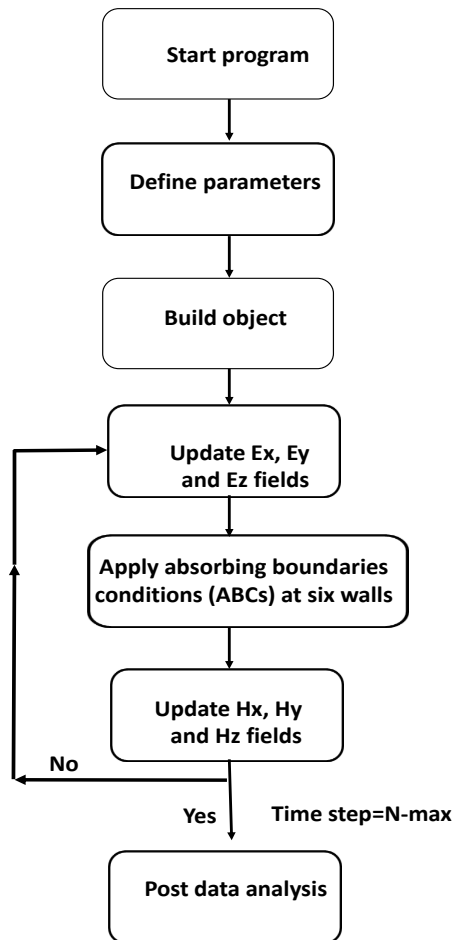 Start program
Define parameters
Build object
Update Ex, Ey
and Ez fields
Apply absorbing boundaries
conditions (ABCs) at six walls
Update Hx, Hy
and Hz fields
No
Yes
Time step=N-max
Post data analysis